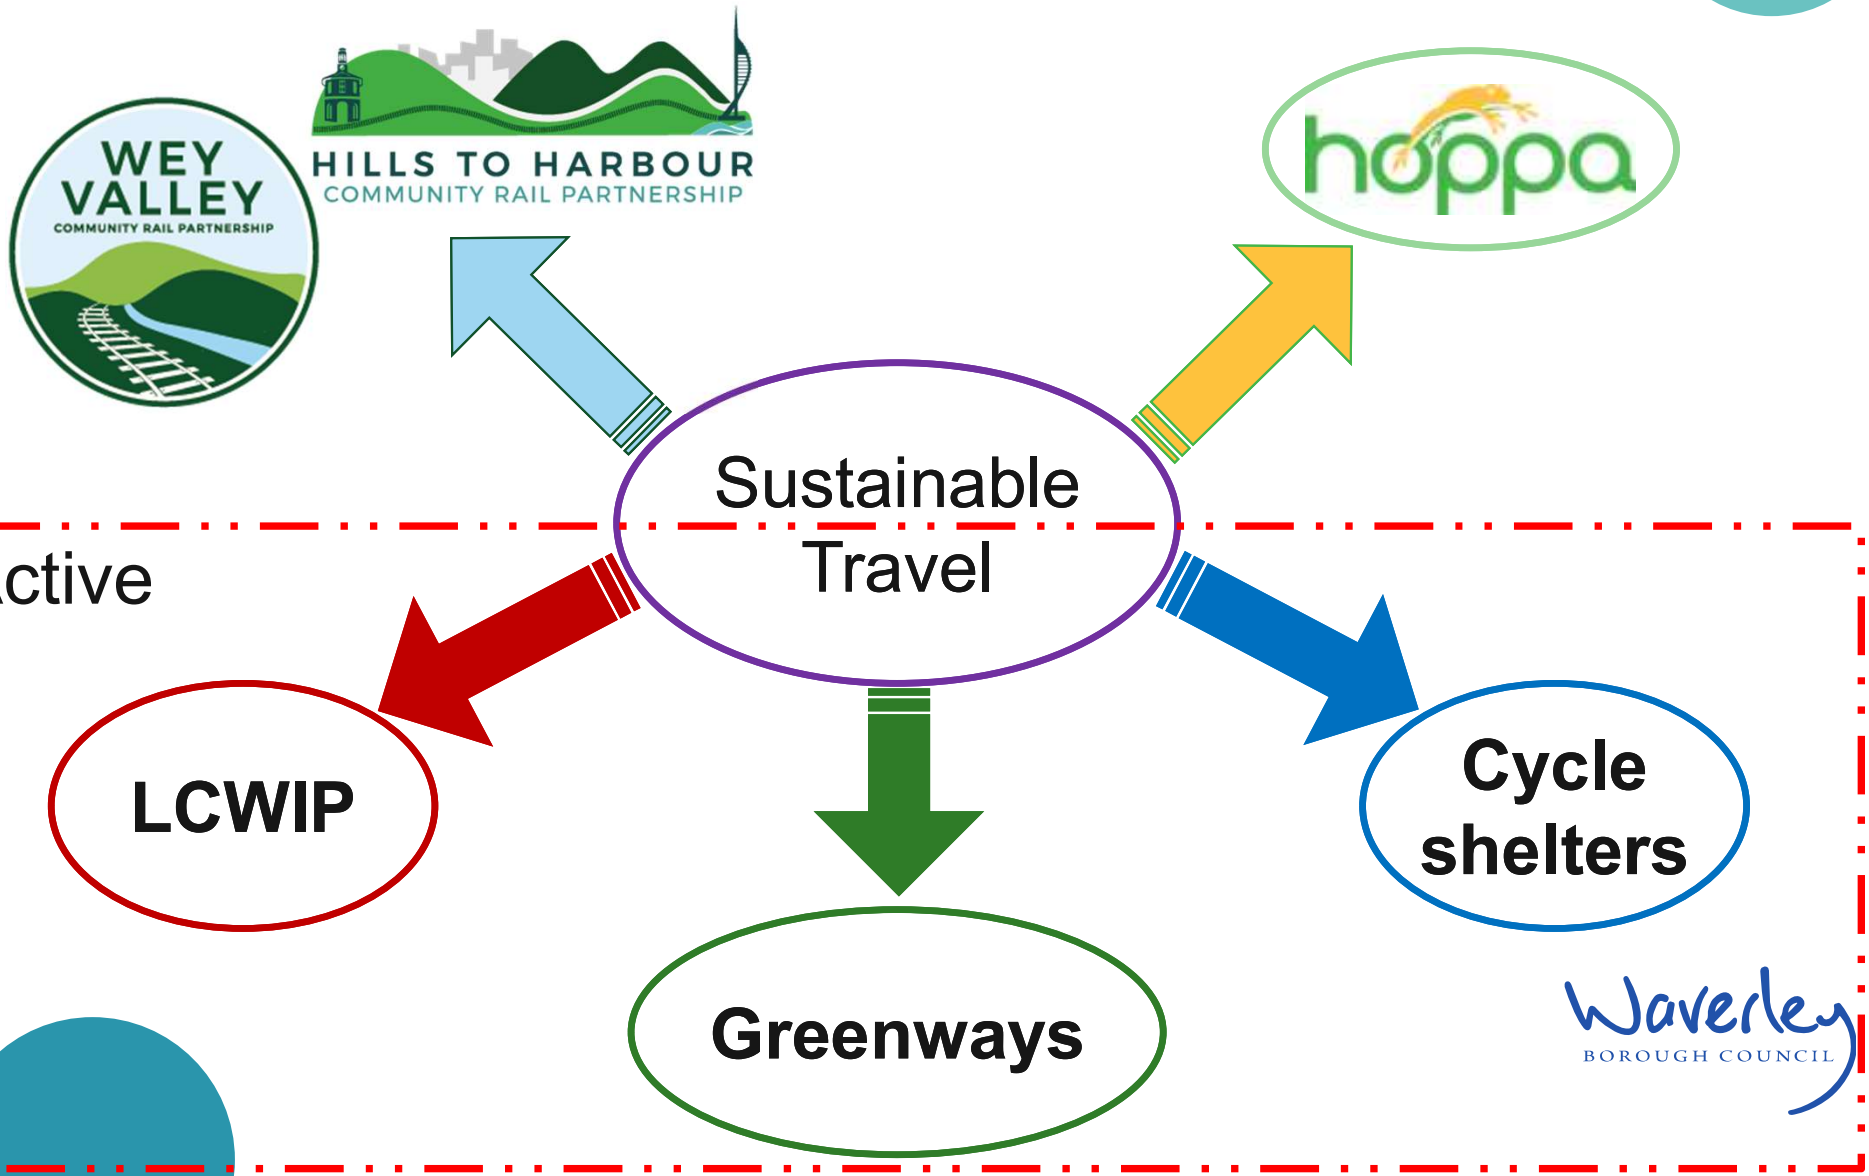 WEY
VALLEY
COMMUNITY RAIL PARTNERSHIP
HILLS TO HARBOUR
COMMUNITY RAIL PARTNERSHIP
hoppa
Sustainable
Travel
ctive
LCWIP
Cycle
shelters
Greenways
Waverley
BOROUGH COUNCIL